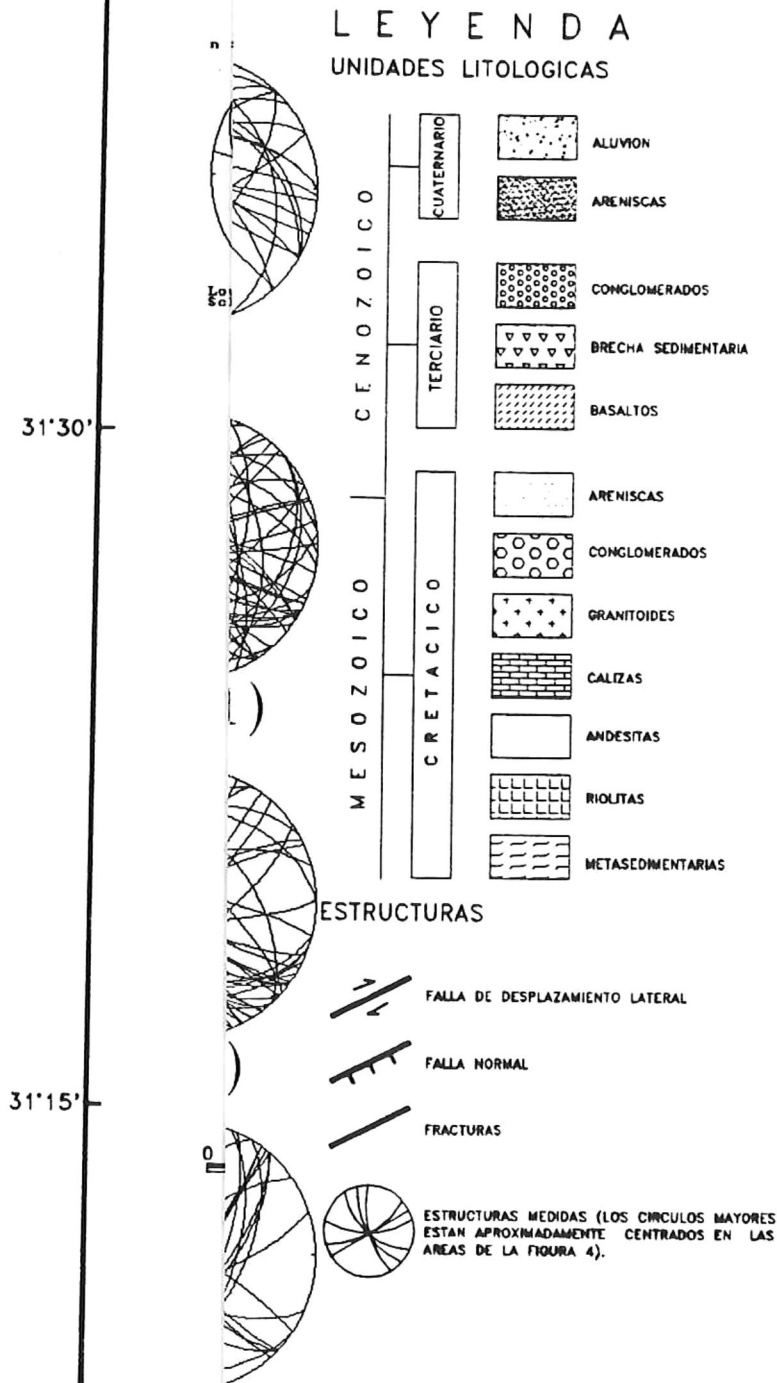 LEYENDA
UNIDADES LITOLOGICAS
CENOZOICO
CUATERNARIO
ALUVION
ARENISCAS
TERCIARIO
CONGLOMERADOS
BRECHA SEDIMENTARIA
BASALTOS
31°30'
MESOZOICO
CRETACICO
ARENISCAS
CONGLOMERADOS
GRANITOIDES
CALIZAS
ANDESITAS
RIOLITAS
METASEDIMENTARIAS
ESTRUCTURAS
FALLA DE DESPLAZAMIENTO LATERAL
FALLA NORMAL
31°15'
FRACTURAS
0
ESTRUCTURAS MEDIDAS (LOS CIRCULOS MAYORES
ESTAN APROXIMADAMENTE CENTRADOS EN LAS
AREAS DE LA FIGURA 4).